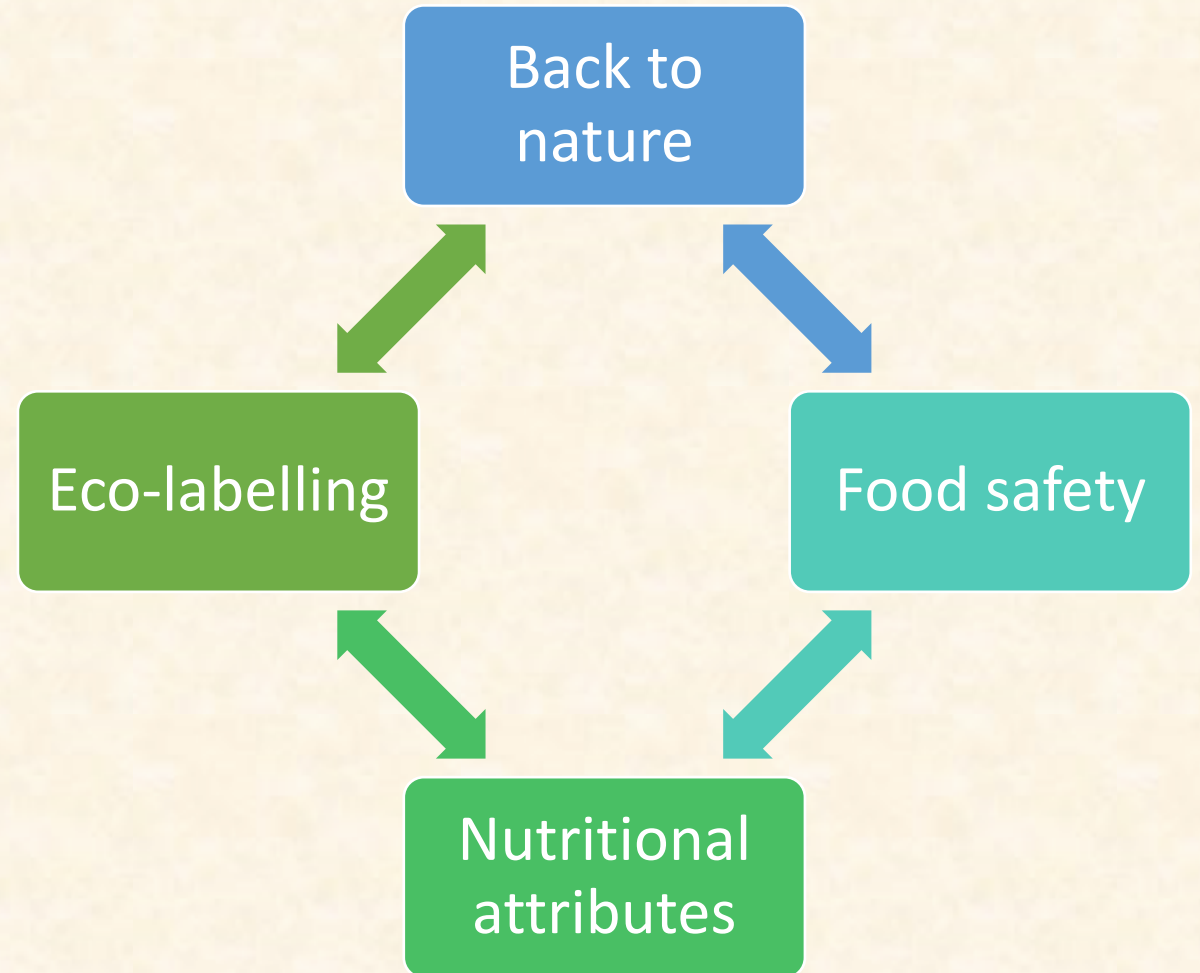 Back to
nature
Eco-labelling
Food safety
Nutritional
attributes